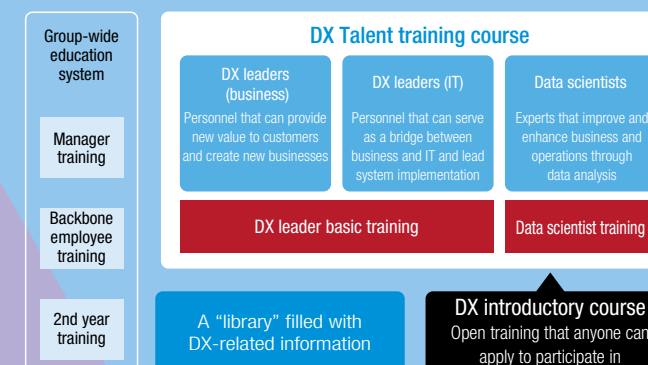 Group-wide
education
system
Manager
training
Backbone
employee
training
2nd year
training
DX Talent training course
DX leaders
(business)
Personnel that can provide
new value to customers
and create new businesses
DX leaders (IT)
Personnel that can serve
as a bridge between
business and IT and lead
system implementation
Data scientists
Experts that improve and
enhance business and
operations through
data analysis
DX leader basic training
Data scientist training
A “library” filled with
DX-related information
DX introductory course
Open training that anyone can
apply to participate in